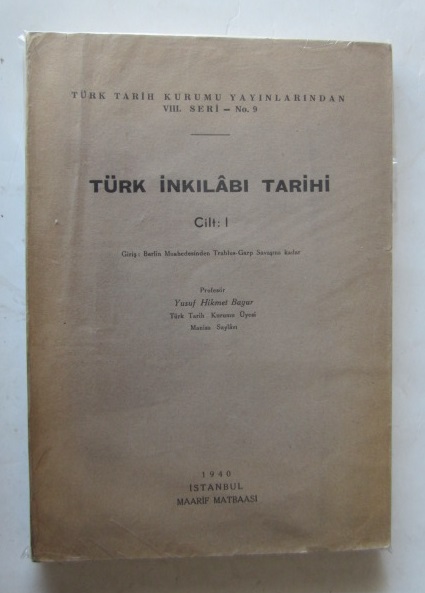 TÜRK TARİH KURUMU YAYINLARINDAN
VIII. SERİ — No. 9
TÜRK İNKILÂBI TARİHİ
Cilt: I
Giriş: Berlin Muahedesinden Trablus-Garp Savaşına kadar
Profesör
Yusuf Hikmet Bayur
Türk Tarih Kurumu Üyesi
Manisa Saylavı
1940
İSTANBUL
MAARİF MATBAASI